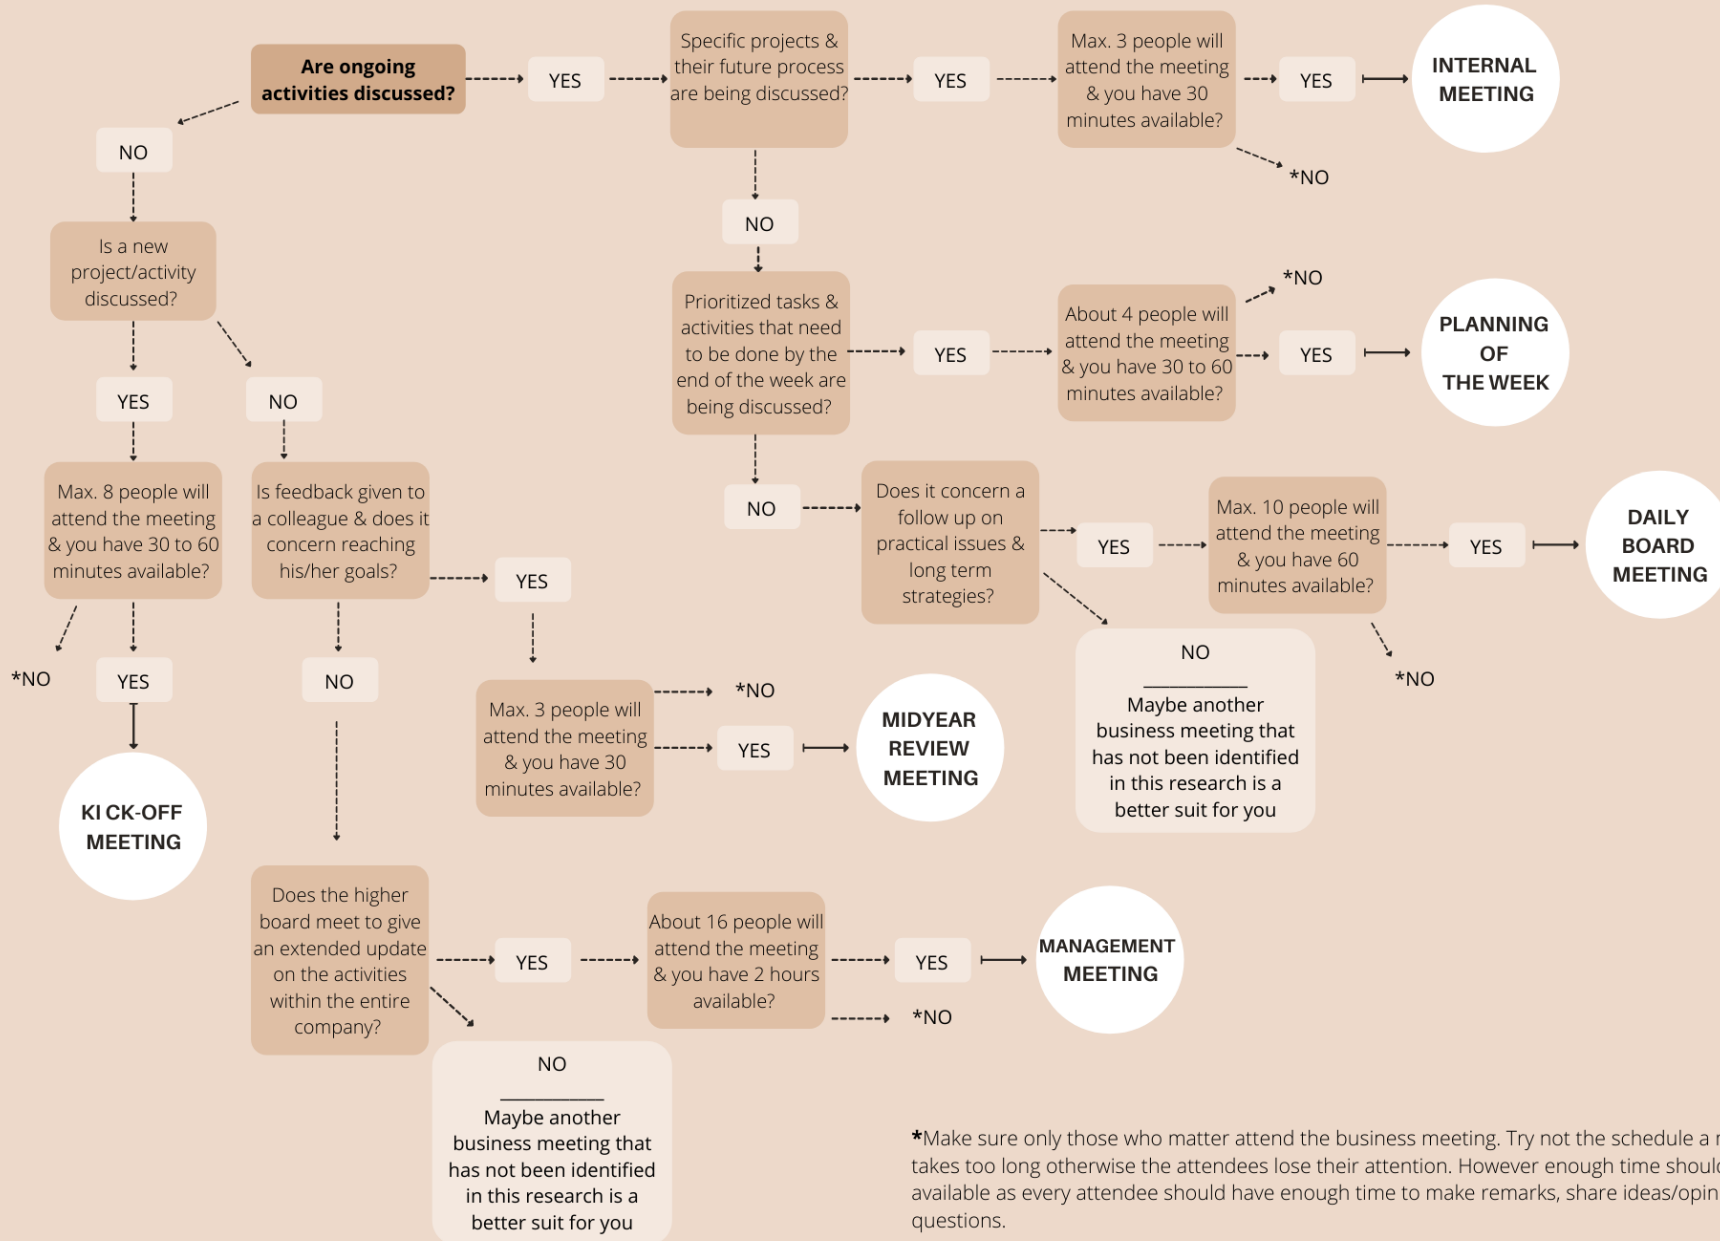 Are ongoing
activities discussed?
YES
Specific projects &
their future process
are being discussed?
YES
Max. 3 people will
attend the meeting
& you have 30
minutes available?
YES
INTERNAL
MEETING
*NO
NO
NO
Is a new
project/activity
discussed?
Prioritized tasks &
activities that need
to be done by the
end of the week are
being discussed?
YES
About 4 people will
attend the meeting
& you have 30 to 60
minutes available?
*NO
YES
PLANNING
OF
THE WEEK
YES
NO
Max. 8 people will
attend the meeting
& you have 30 to 60
minutes available?
Is feedback given to
a colleague & does it
concern reaching
his/her goals?
YES
NO
Does it concern a
follow up on
practical issues &
long term
strategies?
YES
Max. 10 people will
attend the meeting
& you have 60
minutes available?
YES
DAILY
BOARD
MEETING
*NO
NO
Maybe another
business meeting that
has not been identified
in this research is a
better suit for you
*NO
YES
KI CK-OFF
MEETING
NO
Max. 3 people will
attend the meeting
& you have 30
minutes available?
*NO
YES
MIDYEAR
REVIEW
MEETING
Does the higher
board meet to give
an extended update
on the activities
within the entire
company?
YES
About 16 people will
attend the meeting
& you have 2 hours
available?
YES
MANAGEMENT
MEETING
*NO
NO
Maybe another
business meeting that
has not been identified
in this research is a
better suit for you
*Make sure only those who matter attend the business meeting. Try not the schedule a
takes too long otherwise the attendees lose their attention. However enough time
available as every attendee should have enough time to make remarks, share
questions.